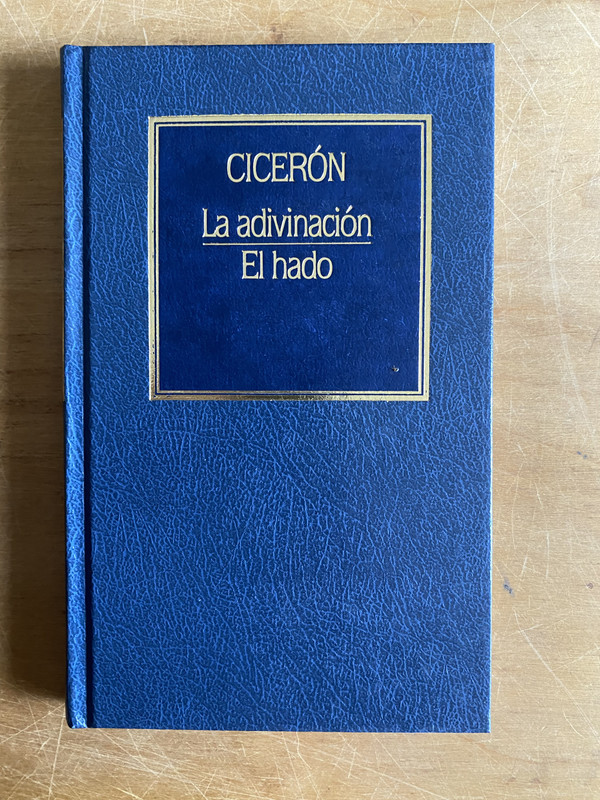 CICERÓN
La adivinación
El hado